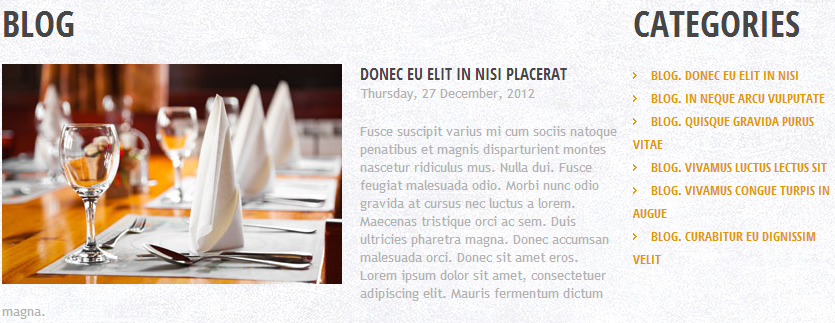 BLOG
DONEC EU ELIT IN NISI PLACERAT
Thursday, 27 December, 2012
Fusce suscipit varius mi cum sociis natoque
penatibus et magnis disparturient montes
nascetur ridiculus mus. Nulla dui. Fusce
feugiat malesuada odio. Morbi nunc odio
gravida at cursus nec luctus a lorem.
Maecenas tristique orci ac sem. Duis
ultricies pharetra magna. Donec accumsan
malesuada orci. Donec sit amet eros.
Lorem ipsum dolor sit amet, consectetuer
adipiscing elit. Mauris fermentum dictum
magna.
CATEGORIES
BLOG. DONEC EU ELIT IN NISI
BLOG. IN NEQUE ARCU VULPUTATE
BLOG. QUISQUE GRAVIDA PURUS
VITAE
BLOG. VIVAMUS LUCTUS LECTUS SIT
BLOG. VIVAMUS CONGUE TURPIS IN
AUGUE
BLOG. CURABITUR EU DIGNISSIM
VELIT